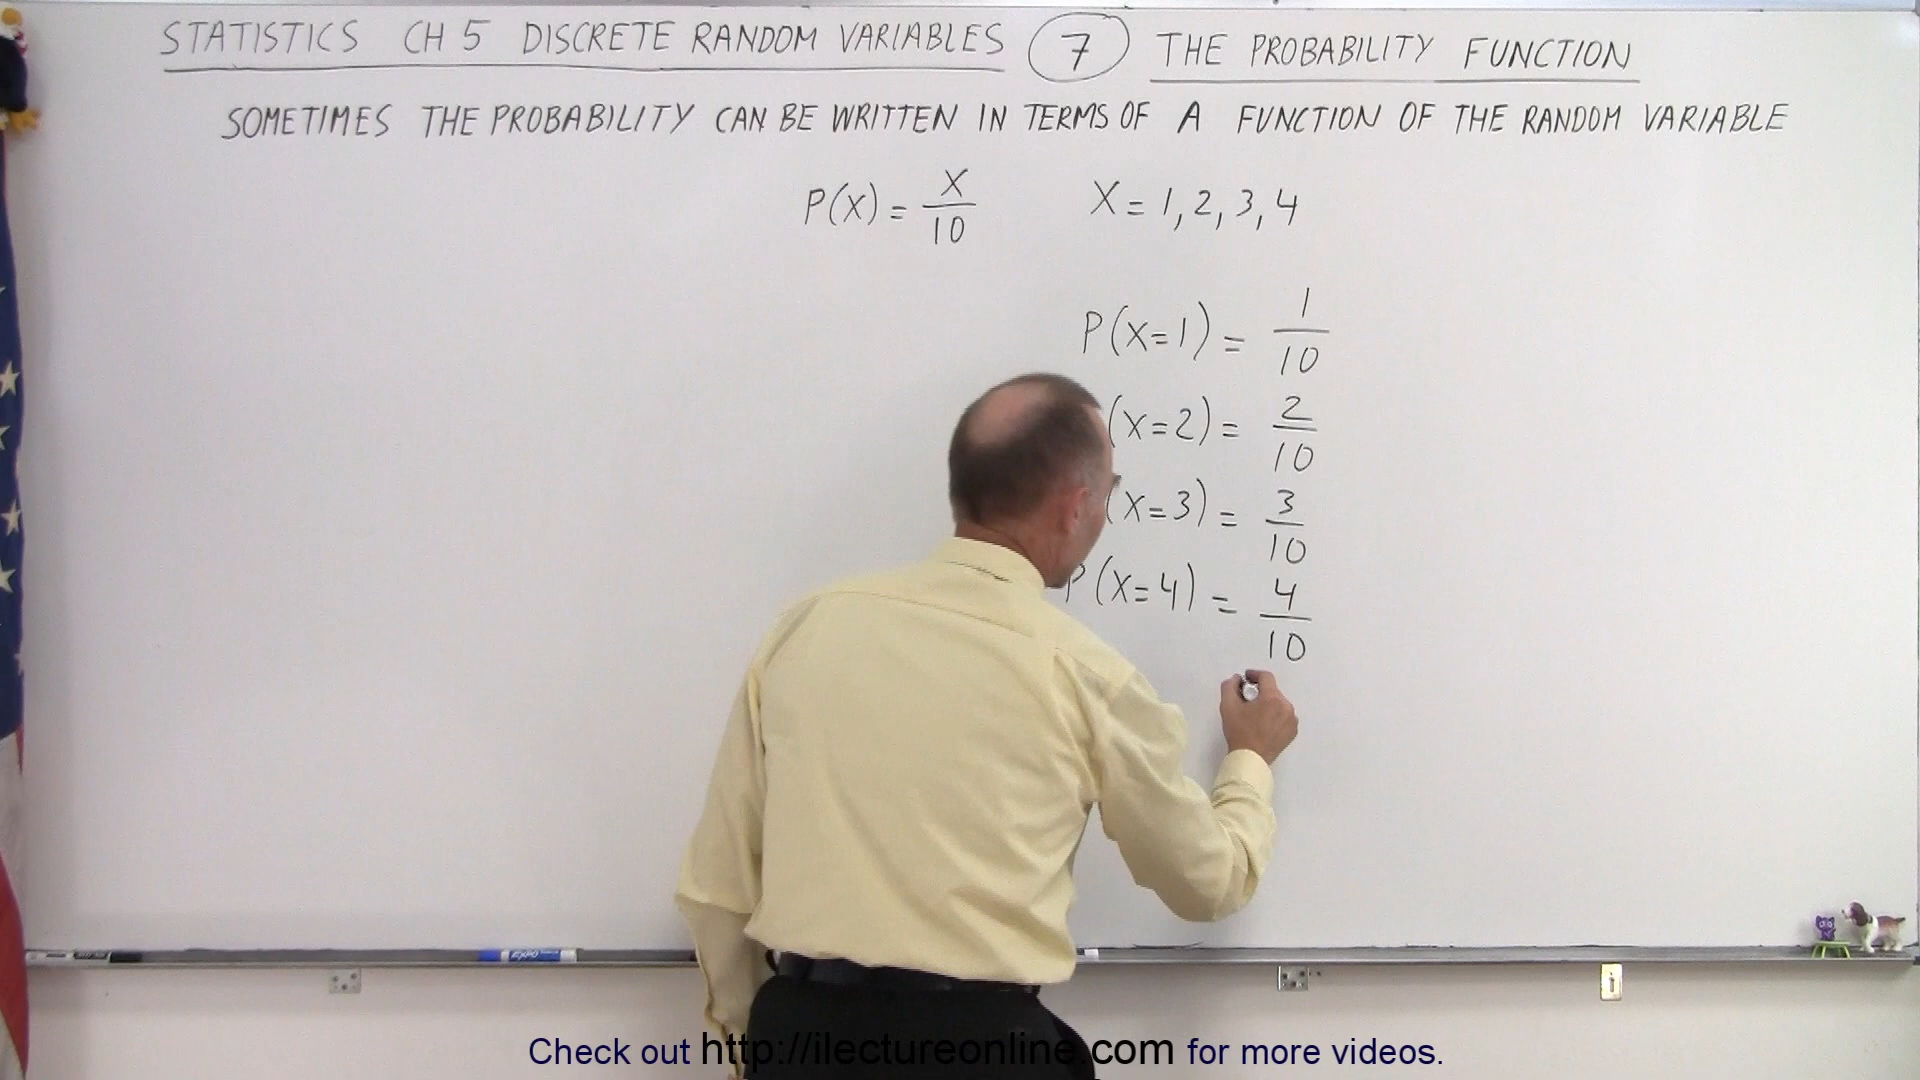 STATISTICS CH 5 DISCRETE RANDOM VARIABLES 7 THE PROBABILITY FUNCTION
SOMETIMES THE PROBABILITY CAN BE WRITTEN IN TERMS OF A FUNCTION OF THE RANDOM VARIABLE
P(X) = X/10 X = 1, 2, 3, 4
P(X=1) = 1/10
(X=2) = 2/10
(X=3) = 3/10
P(X=4) = 4/10
EXPO
Check out http://ilectureonline.com for more videos.